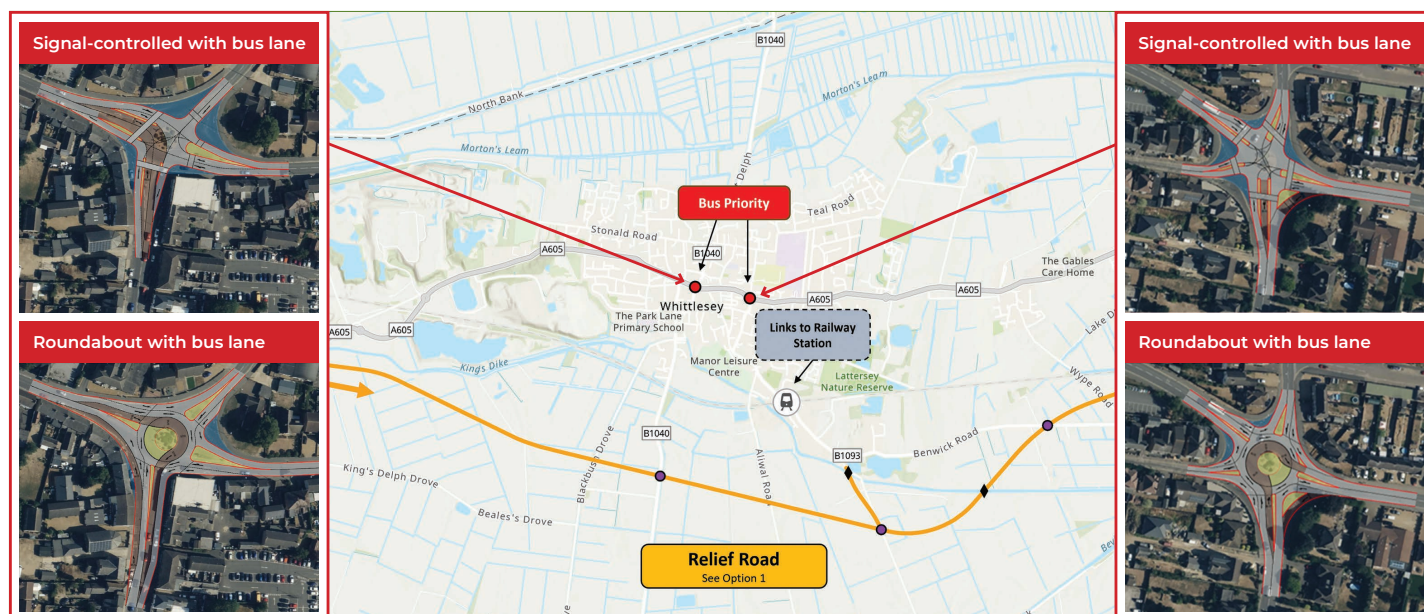 Signal-controlled with bus lane
Roundabout with bus lane
B1040
North Bank
Morton's Leam
Morton's Leam
Delph
Bus Priority
Teal Road
Stonald Road
A605
B1040
The Gables
Care Home
A605
Whittlesey
A605
The Park Lane
Primary School
Links to Railway
Station
A605
A605
Lake D
King's Dike
Manor Leisure
Centre
Lattersey
Nature Reserve
Wype Road
B1040
Benwick Road
B1093
Blackbush Drove
Aliwal Road
King's Delph Drove
Beales's Drove
Relief Road
See Option 1
Signal-controlled with bus lane
Roundabout with bus lane